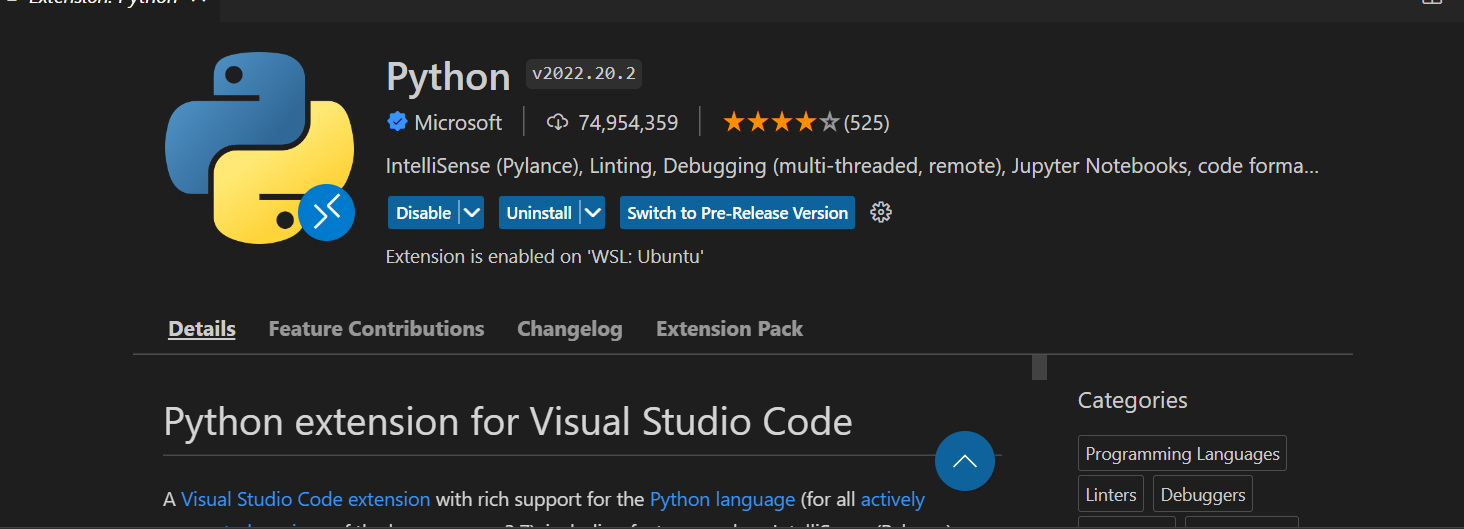 Extension: Python
Python v2022.20.2
Microsoft 74,954,359 (525)
IntelliSense (Pylance), Linting, Debugging (multi-threaded, remote), Jupyter Notebooks, code forma...
Disable Uninstall Switch to Pre-Release Version
Extension is enabled on 'WSL: Ubuntu'
Details Feature Contributions Changelog Extension Pack
Python extension for Visual Studio Code
A Visual Studio Code extension with rich support for the Python language (for all actively
Categories
Programming Languages
Linters Debuggers